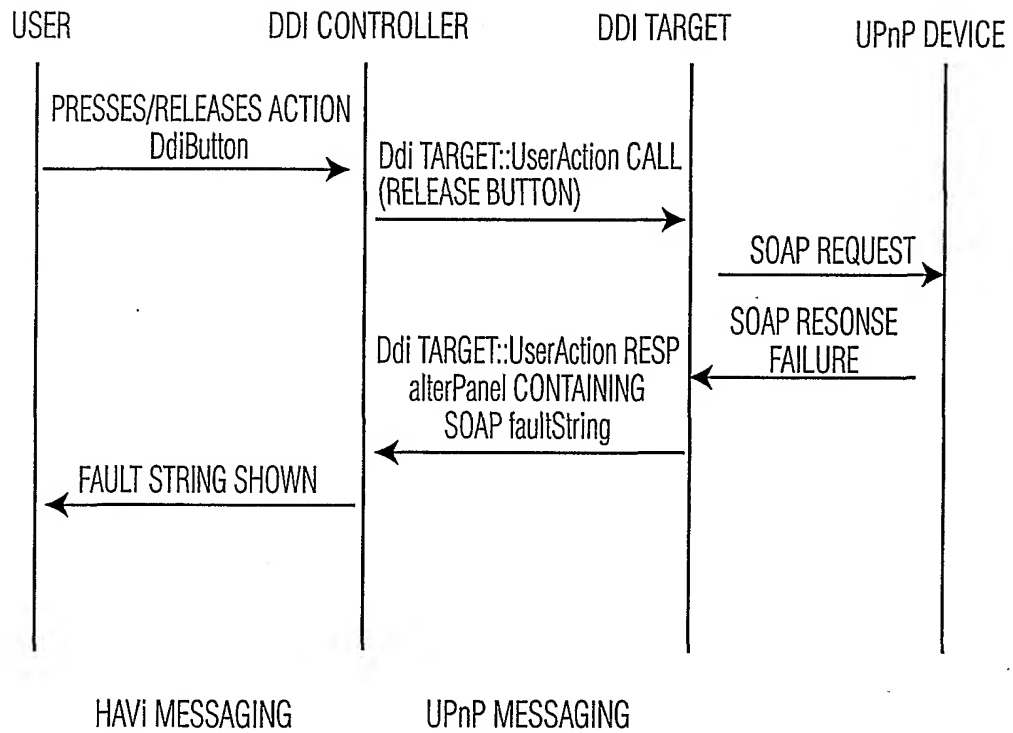 USER
DDI CONTROLLER
DDI TARGET
UPnP DEVICE
PRESSES/RELEASES ACTION
DdiButton
Ddi TARGET::UserAction CALL
(RELEASE BUTTON)
SOAP REQUEST
SOAP RESONSE
FAILURE
Ddi TARGET::UserAction RESP
alterPanel CONTAINING
SOAP faultString
FAULT STRING SHOWN
HAVi MESSAGING
UPnP MESSAGING